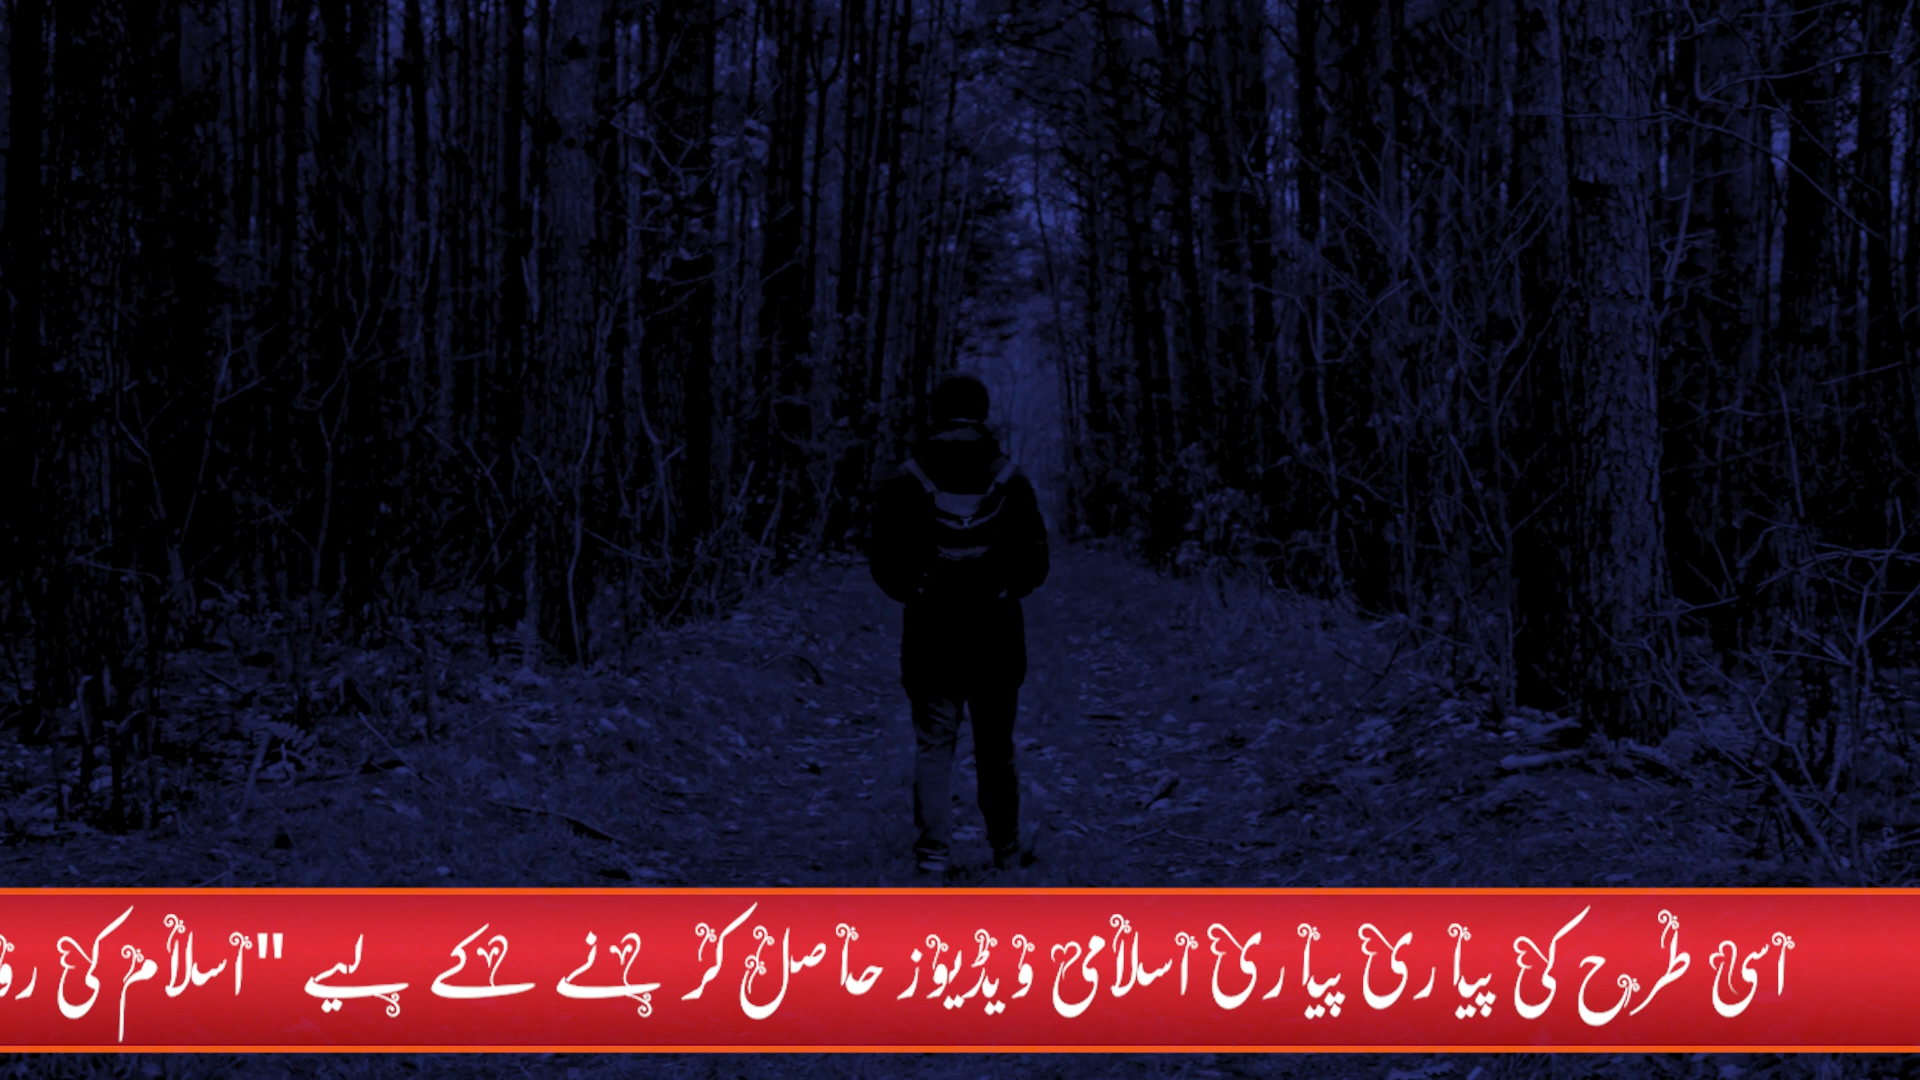 اسی طرح کی پیاری پیاری اسلامی ویڈیوز حاصل کرنے کے لیے "اسلام کی